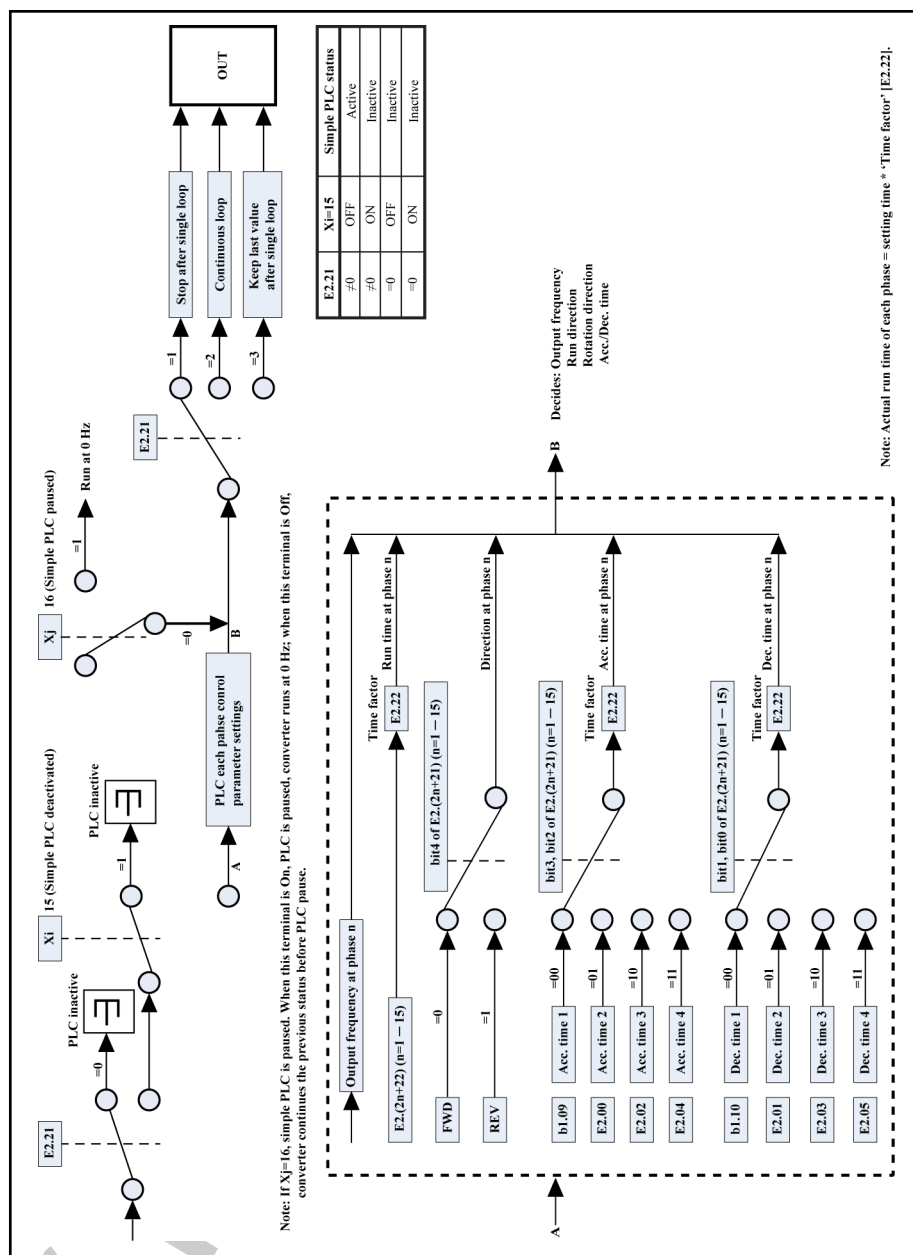 E2.21
=0
PLC inactive
Xi
15 (Simple PLC deactivated)
=1
PLC inactive
A
PLC each pahse conrol
parameter settings
B
Xj
16 (Simple PLC paused)
=0
=1
Run at 0 Hz
E2.21
=1
Stop after single loop
=2
Continuous loop
=3
Keep last value
after single loop
OUT
Note: If Xj=16, simple PLC is paused. When this terminal is On, PLC is paused, converter runs at 0 Hz; when this terminal is Off,
converter continues the previous status before PLC pause.
E2.21 Xi=15 Simple PLC status
≠0 OFF Active
≠0 ON Inactive
=0 OFF Inactive
=0 ON Inactive
A
Output frequency at phase n
E2.(2n+22) (n=1 – 15)
Time factor
E2.22
Run time at phase n
FWD
=0
REV
=1
bit4 of E2.(2n+21) (n=1 – 15)
Direction at phase n
b1.09 Acc. time 1 =00
E2.00 Acc. time 2 =01
E2.02 Acc. time 3 =10
E2.04 Acc. time 4 =11
bit3, bit2 of E2.(2n+21) (n=1 – 15)
Time factor
E2.22
Acc. time at phase n
b1.10 Dec. time 1 =00
E2.01 Dec. time 2 =01
E2.03 Dec. time 3 =10
E2.05 Dec. time 4 =11
bit1, bit0 of E2.(2n+21) (n=1 – 15)
Time factor
E2.22
Dec. time at phase n
B
Decides: Output frequency
Run direction
Rotation direction
Acc./Dec. time
Note: Actual run time of each phase = setting time * ‘Time factor’ [E2.22].